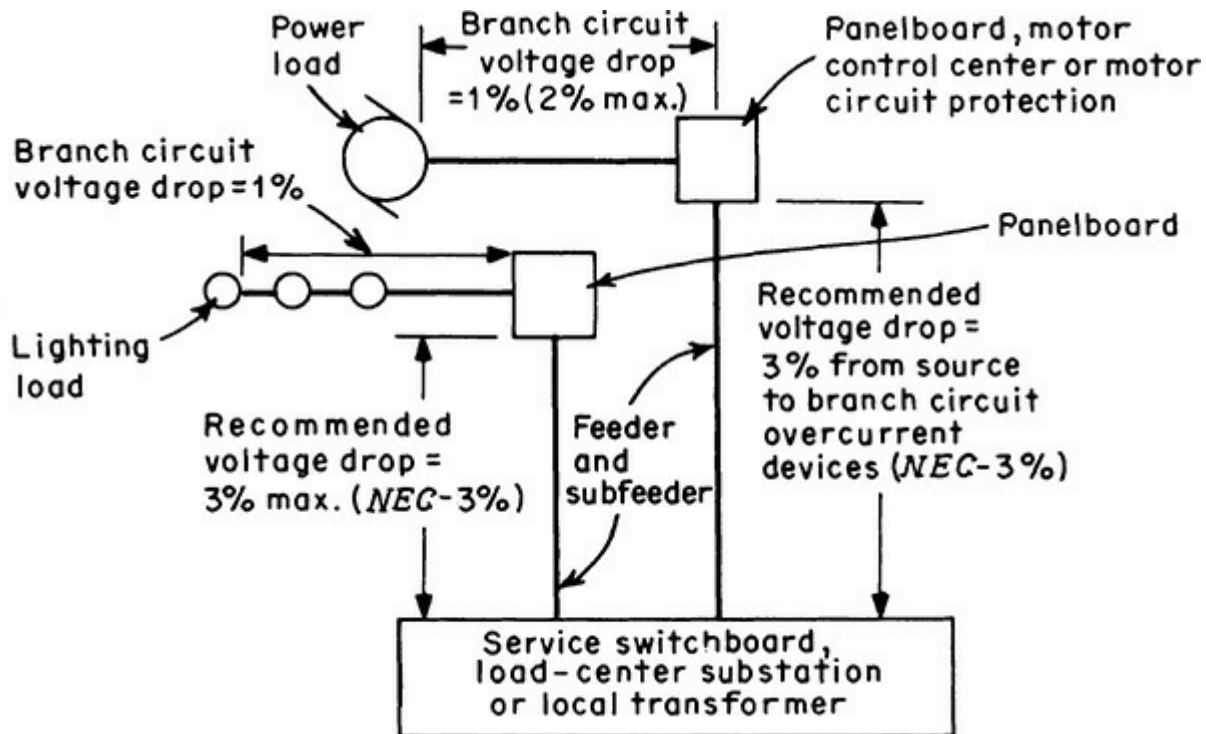 Power
load
Branch circuit
voltage drop
=1%(2% max.)
Panelboard, motor
control center or motor
circuit protection
Branch circuit
voltage drop=1%
Panelboard
Lighting
load
Recommended
voltage drop=
3% max. (NEC-3%)
Feeder
and
subfeeder
Recommended
voltage drop=
3% from source
to branch circuit
overcurrent
devices (NEC-3%)
Service switchboard,
load-center substation
or local transformer